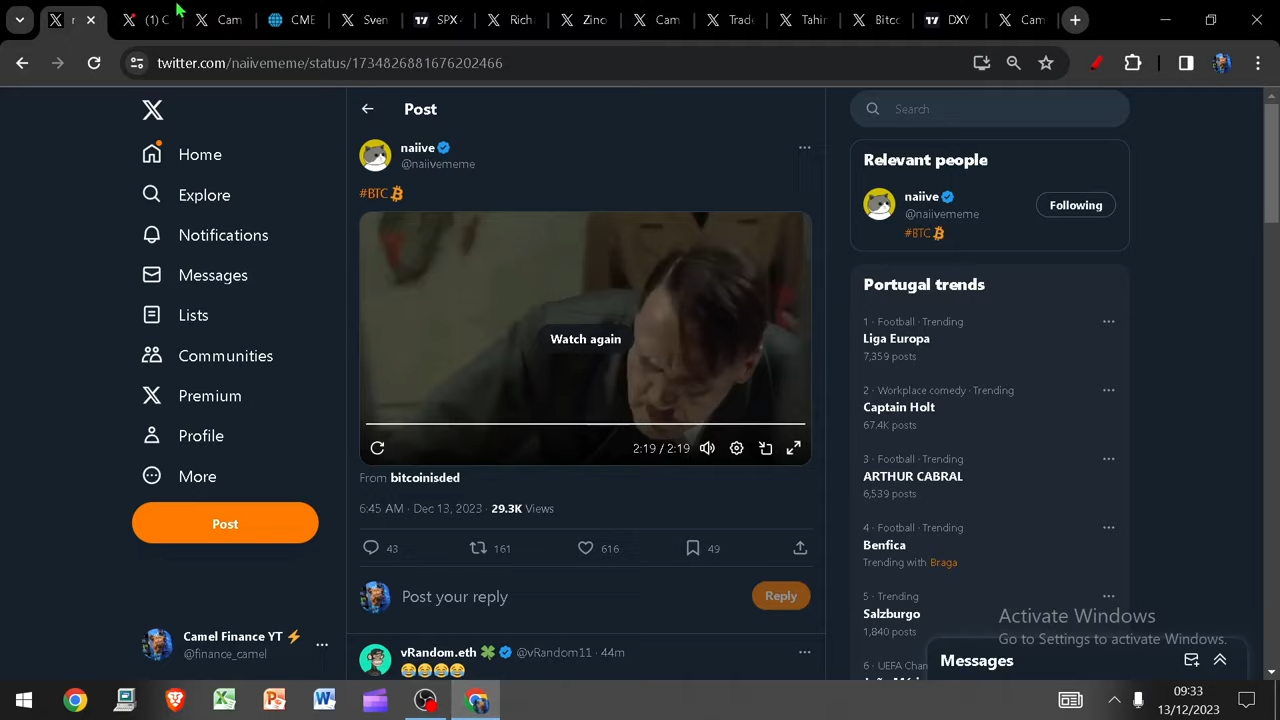 (1) C
Cam
CME
Sven
SPX
Rich
Zinc
Cam
Trade
Tahir
Bitco
DXY
Cam
twitter.com/naiivememe/status/1734826881676202466
Home
Explore
Notifications
Messages
Lists
Communities
Premium
Profile
More
Post
Camel Finance YT ⚡
@finance_camel
Post
naiive
@naiivememe
#BTC
Watch again
2:19 / 2:19
From bitcoinisded
6:45 AM · Dec 13, 2023 · 29.3K Views
43
161
616
49
Post your reply
Reply
vRandom.eth 🍀 @vRandom11 · 44m
😂😂😂😂
Search
Relevant people
naiive
@naiivememe
#BTC
Following
Portugal trends
1 · Football · Trending
Liga Europa
7,359 posts
2 · Workplace comedy · Trending
Captain Holt
67.4K posts
3 · Football · Trending
ARTHUR CABRAL
6,539 posts
4 · Football · Trending
Benfica
Trending with Braga
5 · Trending
Salzburgo
1,840 posts
6 · UEFA Chan
Activate Windows
Go to Settings to activate Windows.
Messages
09:33
13/12/2023